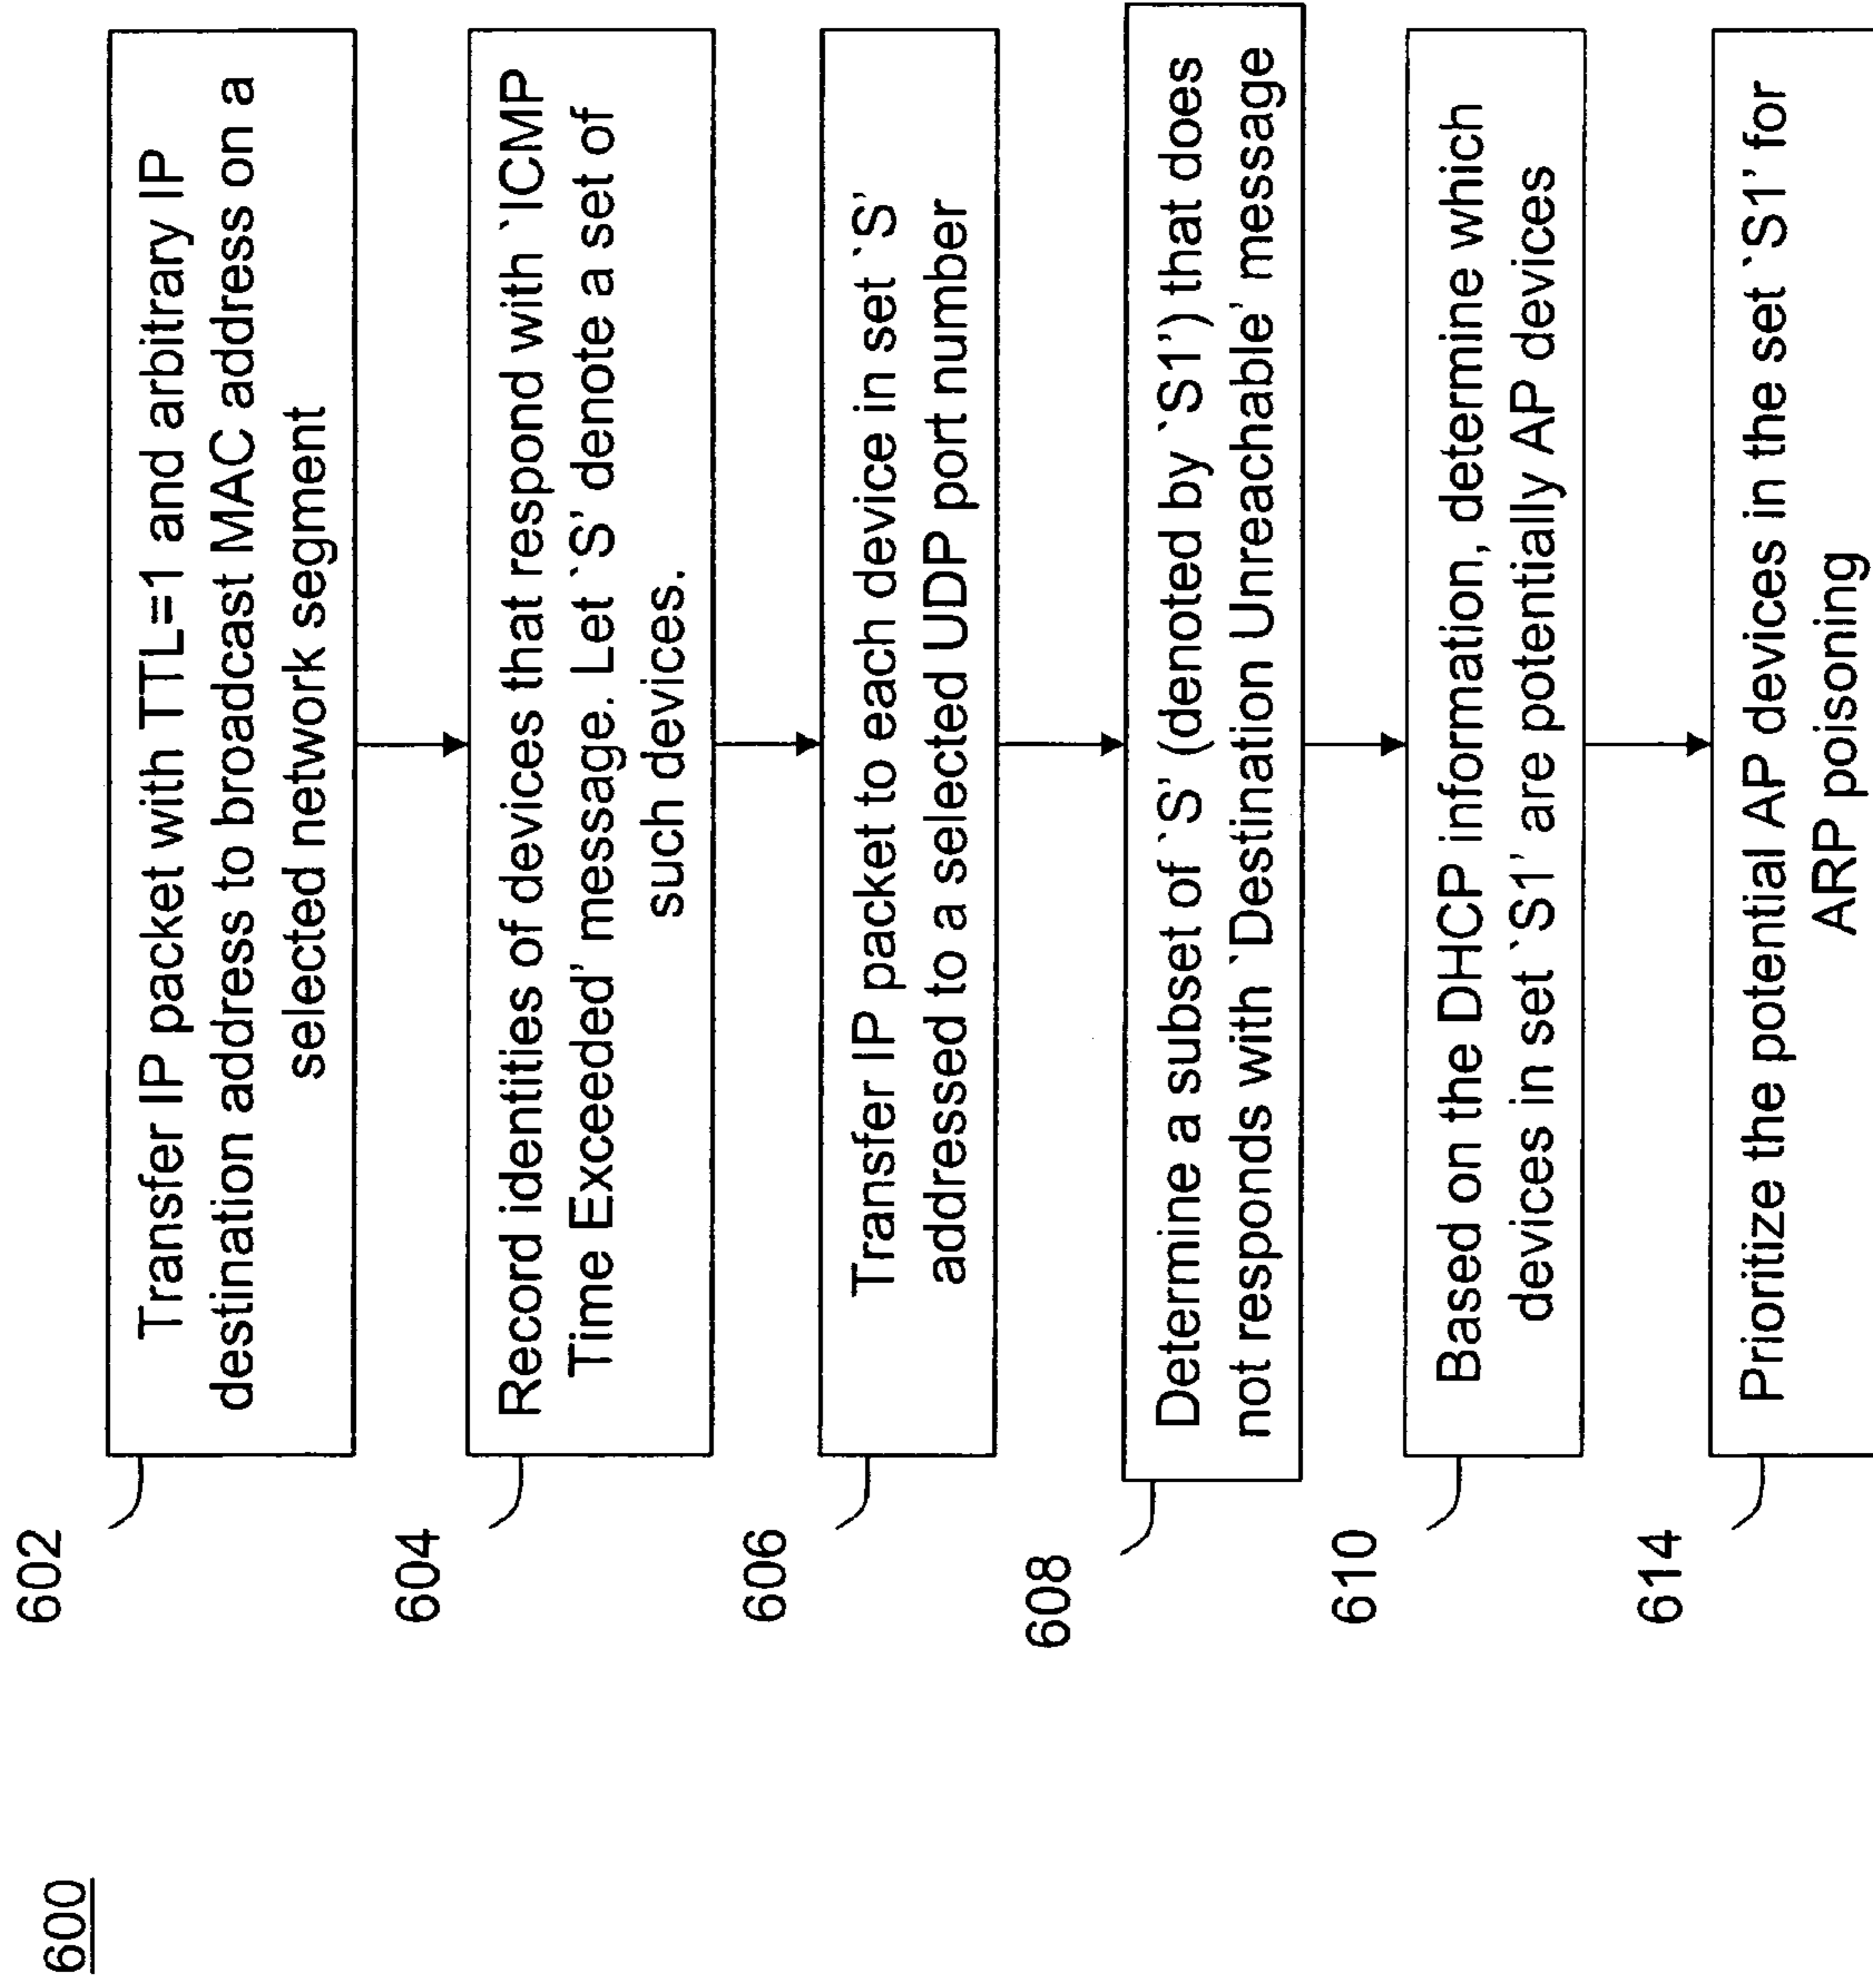 600
602
Transfer IP packet with TTL=1 and arbitrary IP
destination address to broadcast MAC address on a
selected network segment
604
Record identities of devices that respond with `ICMP
Time Exceeded' message. Let `S' denote a set of
such devices.
606
Transfer IP packet to each device in set `S'
addressed to a selected UDP port number
608
Determine a subset of `S' (denoted by `S1') that does
not responds with `Destination Unreachable' message
610
Based on the DHCP information, determine which
devices in set `S1' are potentially AP devices
614
Prioritize the potential AP devices in the set `S1' for
ARP poisoning